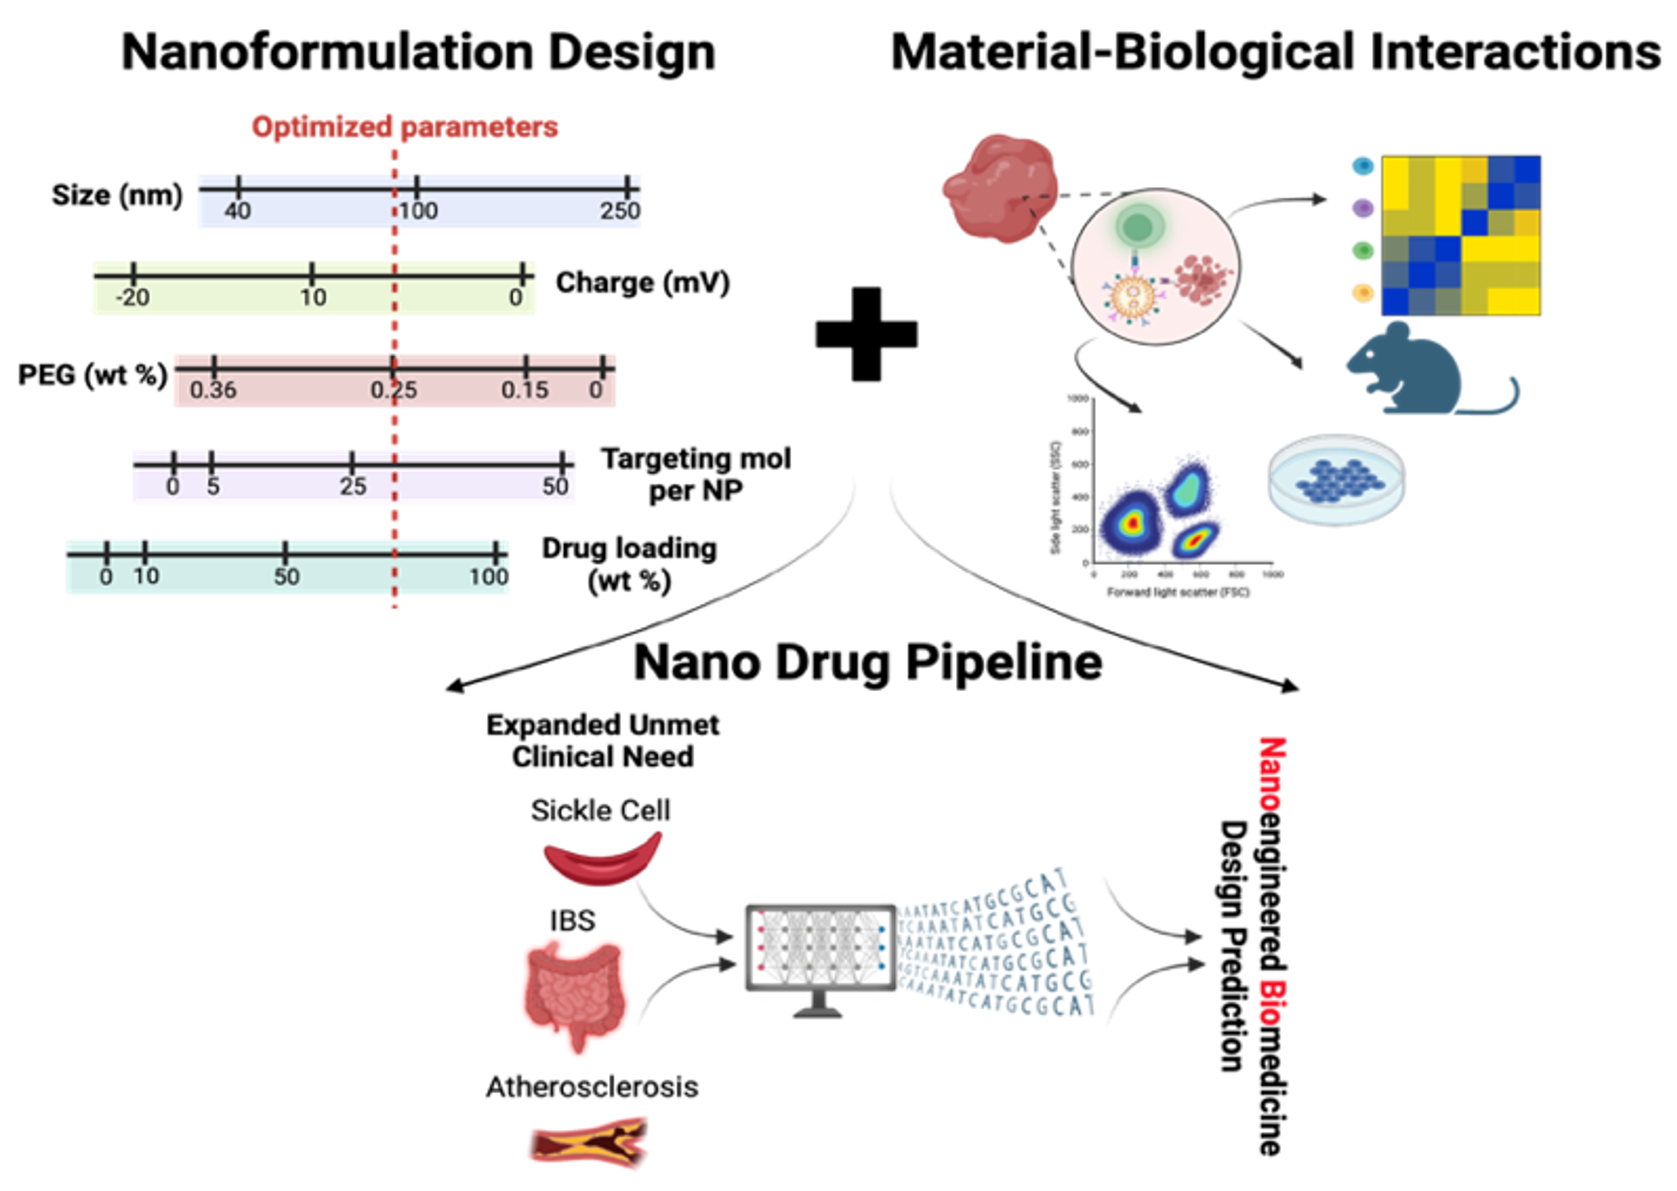 Nanoformulation Design
Optimized parameters
Size (nm)
40 100 250
Charge (mV)
-20 10 0
PEG (wt %)
0.36 0.25 0.15 0
Targeting mol
per NP
0 5 25 50
Drug loading
(wt %)
0 10 50 100
Material-Biological Interactions
Side light scatter (SSC)
1000
800
600
400
200
0
0 200 400 600 800 1000
Forward light scatter (FSC)
Nano Drug Pipeline
Expanded Unmet
Clinical Need
Sickle Cell
IBS
Atherosclerosis
AAATATCATGCGCAT
TCAAATATCATGCG
AAATATCATGCGCAT
TCAAATATCATGCGCAT
AGTCAAATATCATGCG
CAAATATCATGCGCAT
Nanoengineered Biomedicine
Design Prediction